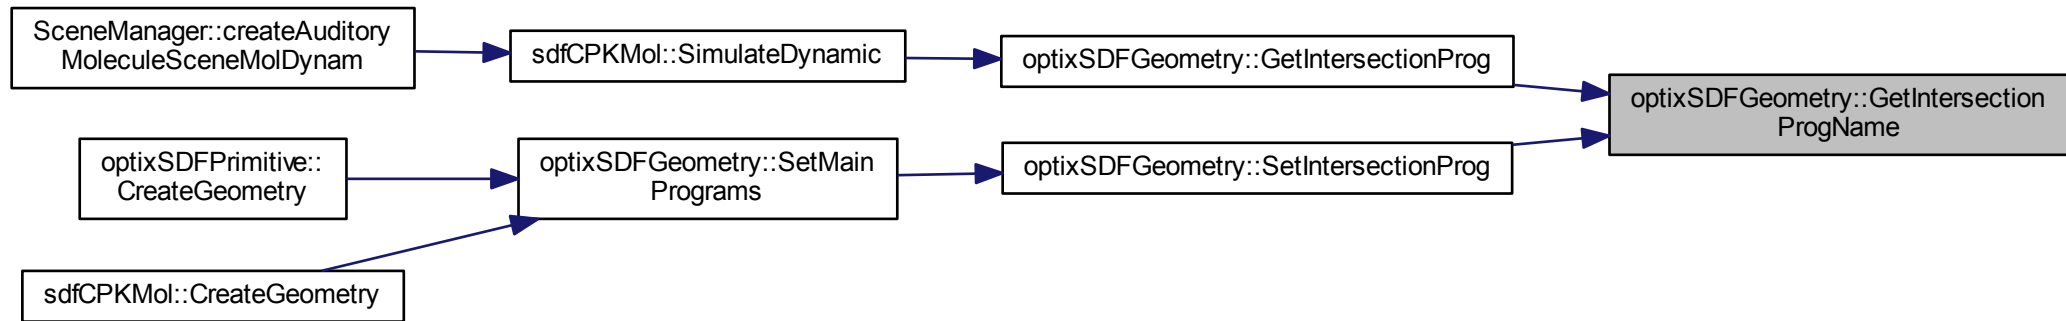 SceneManager::createAuditory
MoleculeSceneMolDynam
sdfCPKMol::SimulateDynamic
optixSDFGeometry::GetIntersectionProg
optixSDFGeometry::GetIntersection
ProgName
optixSDFPrimitive::
CreateGeometry
optixSDFGeometry::SetMain
Programs
optixSDFGeometry::SetIntersectionProg
sdfCPKMol::CreateGeometry